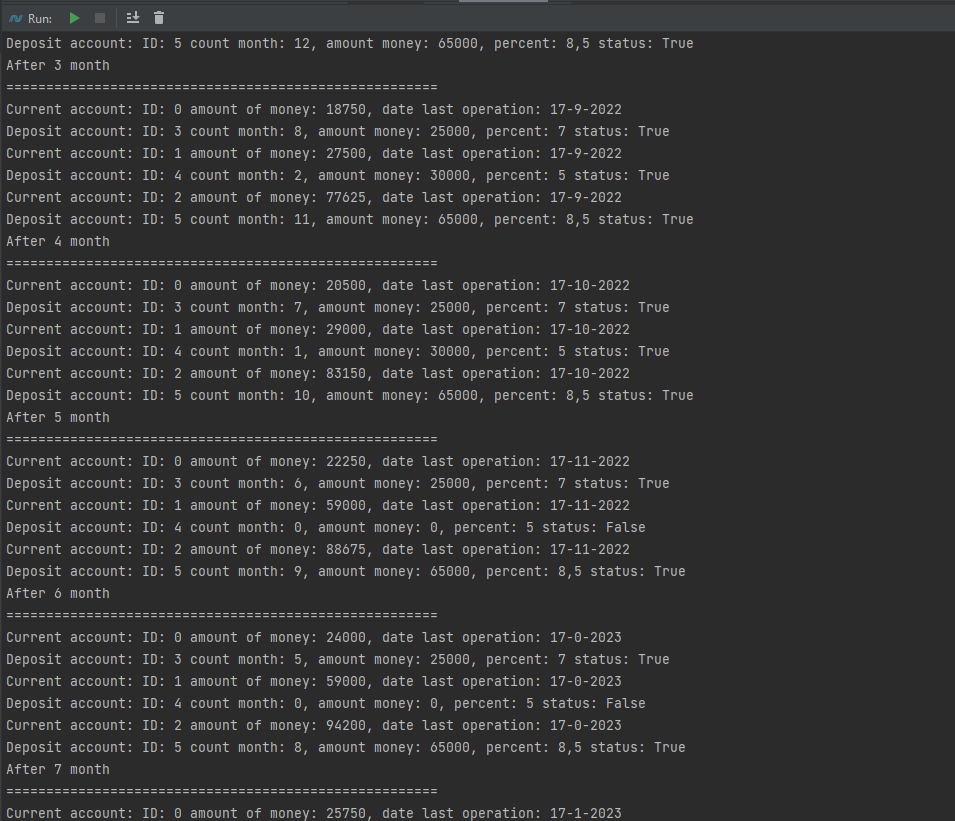 Run:
Deposit account: ID: 5 count month: 12, amount money: 65000, percent: 8,5 status: True
After 3 month
======================================================
Current account: ID: 0 amount of money: 18750, date last operation: 17-9-2022
Deposit account: ID: 3 count month: 8, amount money: 25000, percent: 7 status: True
Current account: ID: 1 amount of money: 27500, date last operation: 17-9-2022
Deposit account: ID: 4 count month: 2, amount money: 30000, percent: 5 status: True
Current account: ID: 2 amount of money: 77625, date last operation: 17-9-2022
Deposit account: ID: 5 count month: 11, amount money: 65000, percent: 8,5 status: True
After 4 month
======================================================
Current account: ID: 0 amount of money: 20500, date last operation: 17-10-2022
Deposit account: ID: 3 count month: 7, amount money: 25000, percent: 7 status: True
Current account: ID: 1 amount of money: 29000, date last operation: 17-10-2022
Deposit account: ID: 4 count month: 1, amount money: 30000, percent: 5 status: True
Current account: ID: 2 amount of money: 83150, date last operation: 17-10-2022
Deposit account: ID: 5 count month: 10, amount money: 65000, percent: 8,5 status: True
After 5 month
======================================================
Current account: ID: 0 amount of money: 22250, date last operation: 17-11-2022
Deposit account: ID: 3 count month: 6, amount money: 25000, percent: 7 status: True
Current account: ID: 1 amount of money: 59000, date last operation: 17-11-2022
Deposit account: ID: 4 count month: 0, amount money: 0, percent: 5 status: False
Current account: ID: 2 amount of money: 88675, date last operation: 17-11-2022
Deposit account: ID: 5 count month: 9, amount money: 65000, percent: 8,5 status: True
After 6 month
======================================================
Current account: ID: 0 amount of money: 24000, date last operation: 17-0-2023
Deposit account: ID: 3 count month: 5, amount money: 25000, percent: 7 status: True
Current account: ID: 1 amount of money: 59000, date last operation: 17-0-2023
Deposit account: ID: 4 count month: 0, amount money: 0, percent: 5 status: False
Current account: ID: 2 amount of money: 94200, date last operation: 17-0-2023
Deposit account: ID: 5 count month: 8, amount money: 65000, percent: 8,5 status: True
After 7 month
======================================================
Current account: ID: 0 amount of money: 25750, date last operation: 17-1-2023